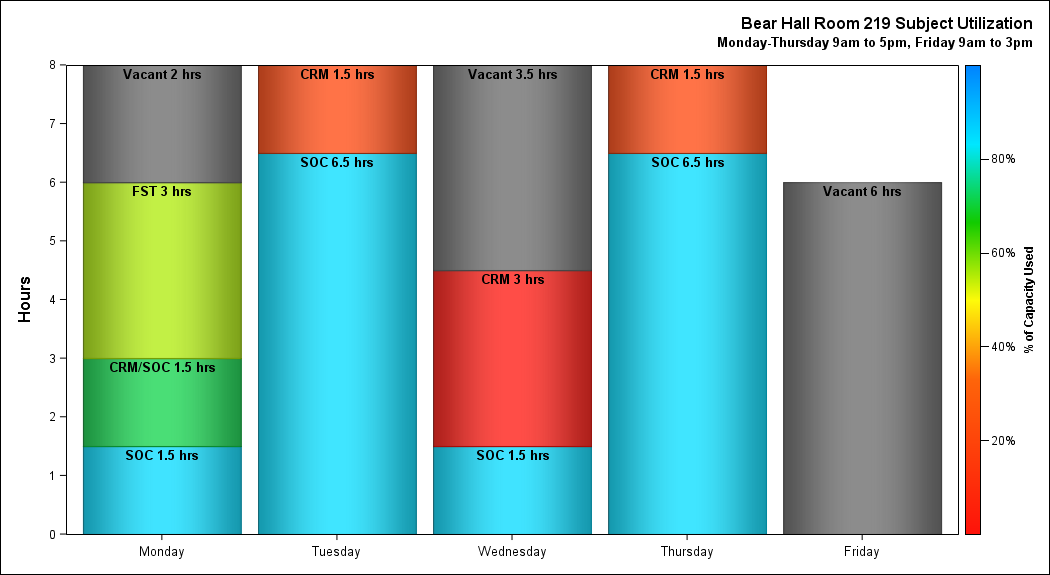 Bear Hall Room 219 Subject Utilization
Monday-Thursday 9am to 5pm, Friday 9am to 3pm
Hours
8
7
6
5
4
3
2
1
0
Vacant 2 hrs
FST 3 hrs
CRM/SOC 1.5 hrs
SOC 1.5 hrs
CRM 1.5 hrs
SOC 6.5 hrs
Vacant 3.5 hrs
CRM 3 hrs
SOC 1.5 hrs
CRM 1.5 hrs
SOC 6.5 hrs
Vacant 6 hrs
Monday
Tuesday
Wednesday
Thursday
Friday
80%
60%
40%
20%
% of Capacity Used